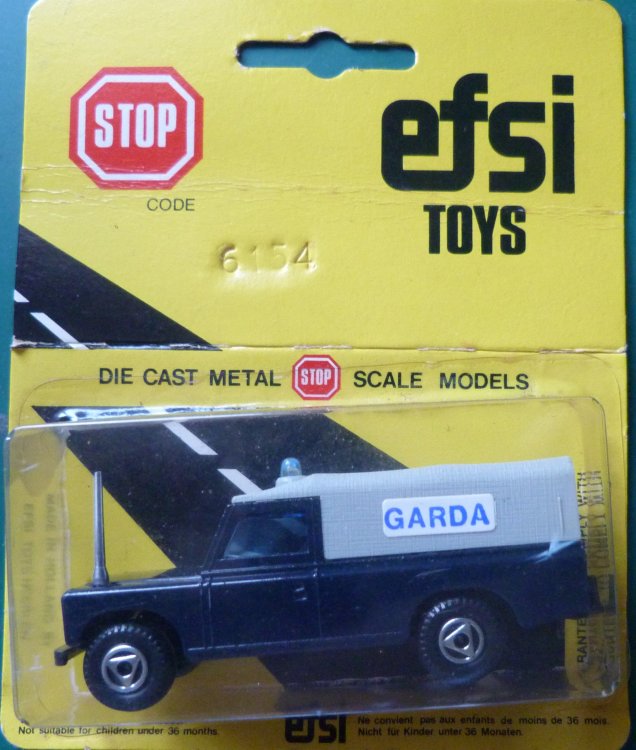 STOP
efsi
TOYS
CODE
6154
DIE CAST METAL STOP SCALE MODELS
GARDA
Not suitable for children under 36 months.
efsi
Ne convient pas aux enfants de moins de 36 mois.
Nicht für Kinder unter 36 Monaten.